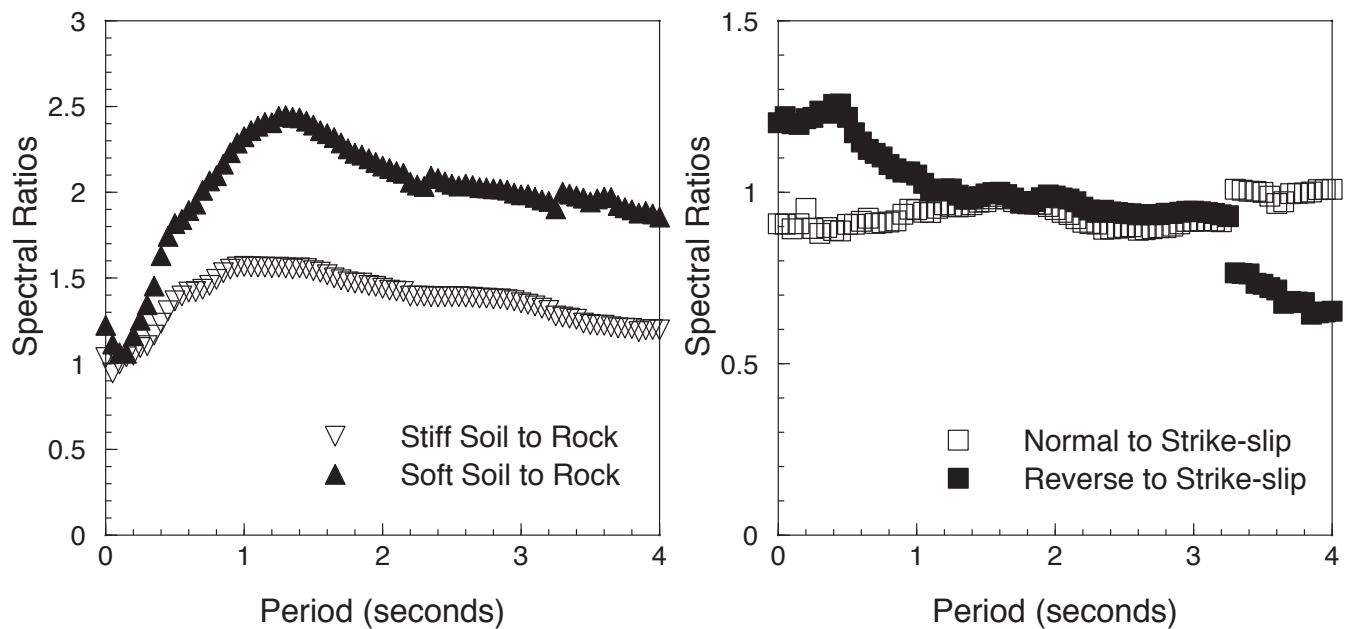 Spectral Ratios
3
2.5
2
1.5
1
0.5
0
0 1 2 3 4
Period (seconds)
Stiff Soil to Rock
Soft Soil to Rock
Spectral Ratios
1.5
1
0.5
0
0 1 2 3 4
Period (seconds)
Normal to Strike-slip
Reverse to Strike-slip